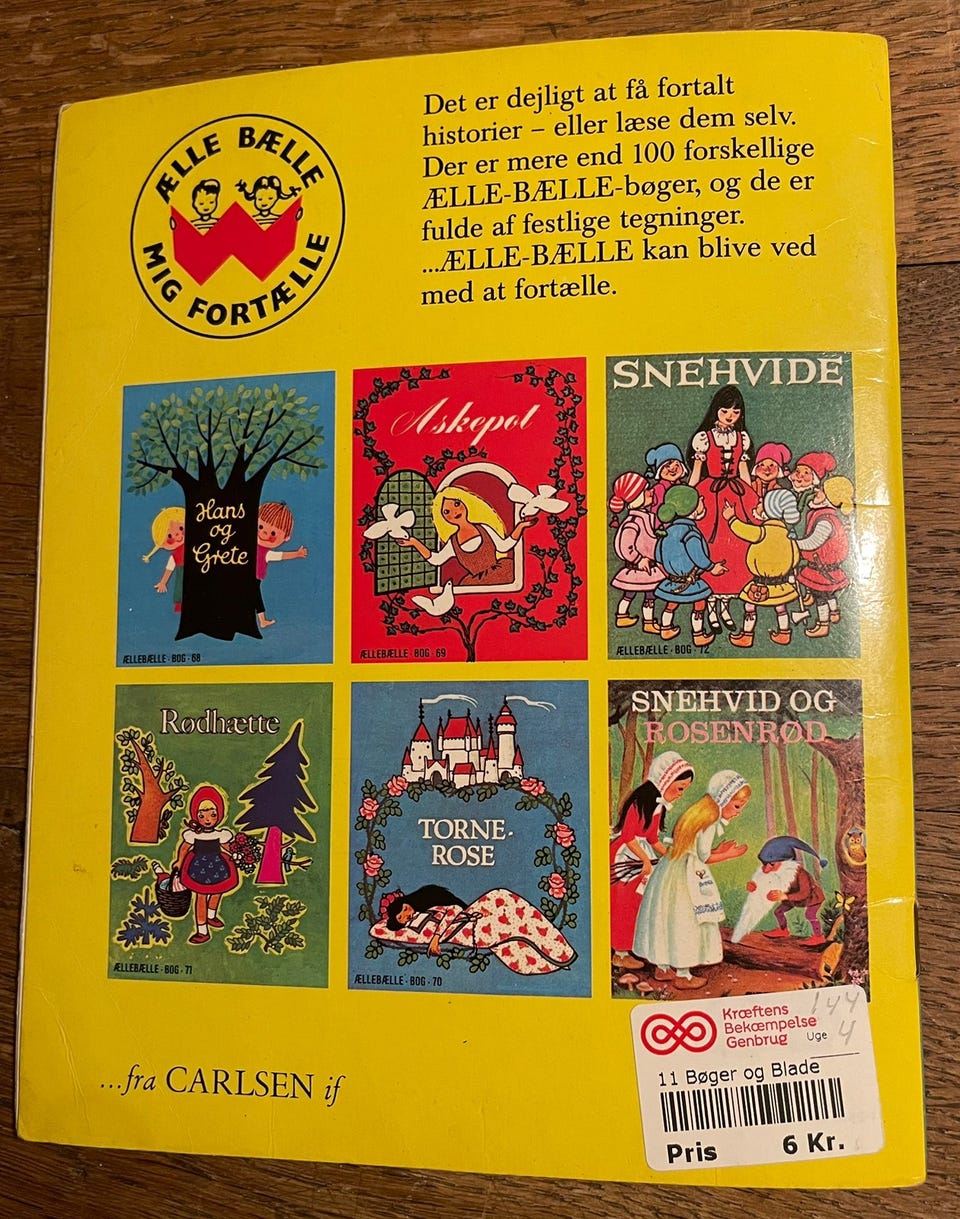 ÆLLE BÆLLE
MIG FORTÆLLE
Det er dejligt at få fortalt
historier – eller læse dem selv.
Der er mere end 100 forskellige
ÆLLE-BÆLLE-bøger, og de er
fulde af festlige tegninger.
...ÆLLE-BÆLLE kan blive ved
med at fortælle.
Hans
og
Grete
ÆLLEBÆLLE · BOG · 68
Askepot
ÆLLEBÆLLE · BOG · 69
SNEHVIDE
ÆLLEBÆLLE · BOG · 72
Rødhætte
ÆLLEBÆLLE · BOG · 71
TORNE-
ROSE
ÆLLEBÆLLE · BOG · 70
SNEHVID OG
ROSENRØD
...fra CARLSEN if
Kræftens
Bekæmpelse
Genbrug
Uge 4
144
11 Bøger og Blade
Pris 6 Kr.